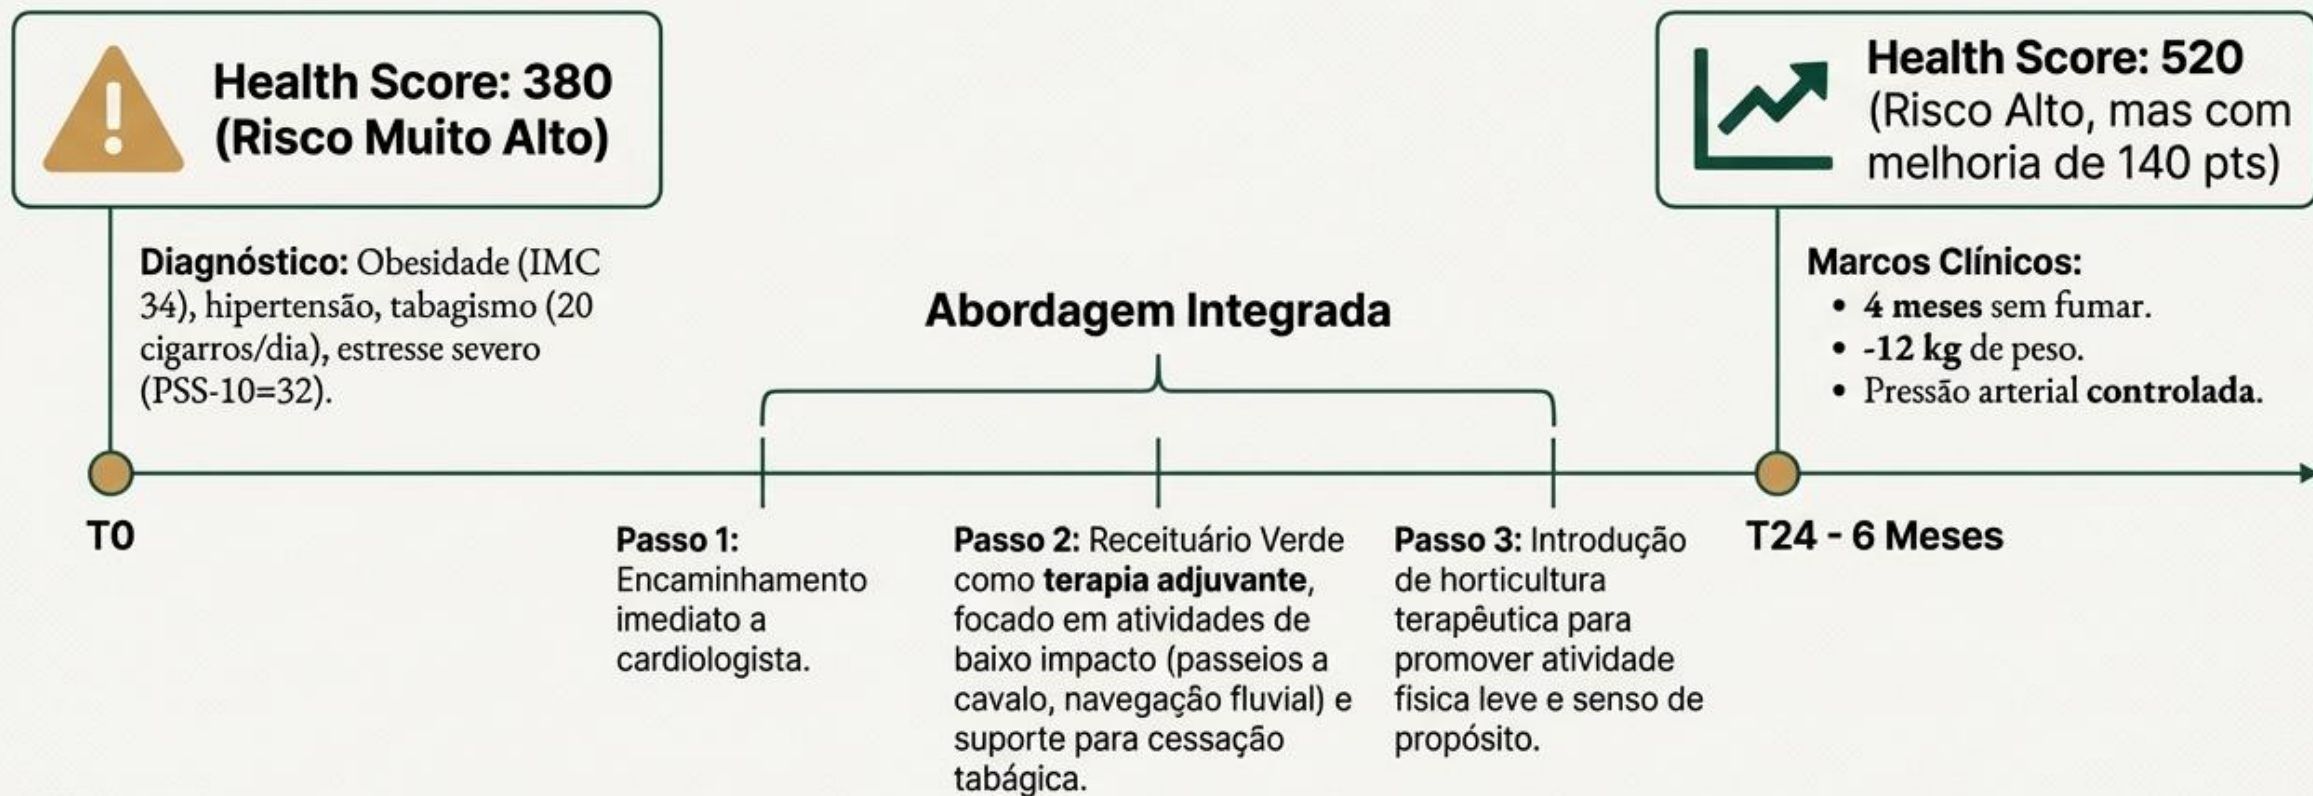 Health Score: 380
(Risco Muito Alto)
Diagnóstico: Obesidade (IMC
34), hipertensão, tabagismo (20
cigarros/dia), estresse severo
(PSS-10=32).
T0
Abordagem Integrada
Passo 1:
Encaminhamento
imediato a
cardiologista.
Passo 2: Receituário Verde
como terapia adjuvante,
focado em atividades de
baixo impacto (passeios a
cavalo, navegação fluvial) e
suporte para cessação
tabágica.
Passo 3: Introdução
de horticultura
terapêutica para
promover atividade
fisica leve e senso de
propósito.
Health Score: 520
(Risco Alto, mas com
melhoria de 140 pts)
Marcos Clínicos:
• 4 meses sem fumar.
• -12 kg de peso.
• Pressão arterial controlada.
T24 - 6 Meses